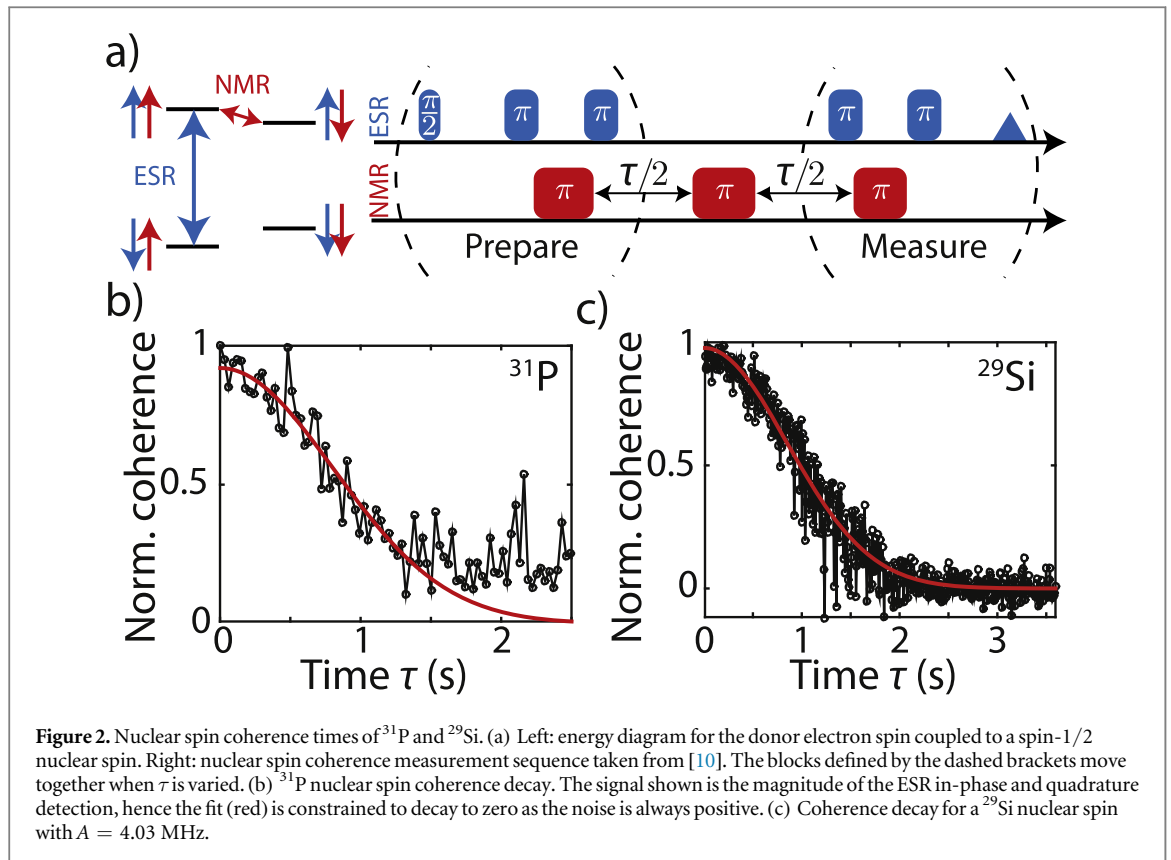 a)
NMR
ESR
ESR
π/2
π
π
π
π
NMR
π
τ/2
π
τ/2
π
Prepare
Measure
b)
Norm. coherence
1
0.5
0
³¹P
0
1
2
Time τ (s)
c)
Norm. coherence
1
0.5
0
²⁹Si
0
1
2
3
Time τ (s)
Figure 2. Nuclear spin coherence times of ³¹P and ²⁹Si. (a) Left: energy diagram for the donor electron spin coupled to a spin-1/2
nuclear spin. Right: nuclear spin coherence measurement sequence taken from [10]. The blocks defined by the dashed brackets move
together when τ is varied. (b) ³¹P nuclear spin coherence decay. The signal shown is the magnitude of the ESR in-phase and quadrature
detection, hence the fit (red) is constrained to decay to zero as the noise is always positive. (c) Coherence decay for a ²⁹Si nuclear spin
with A = 4.03 MHz.